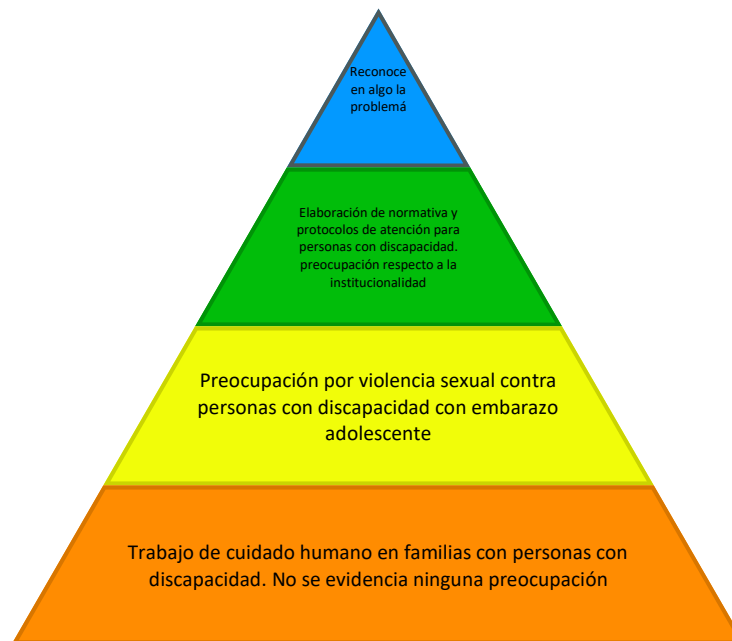 Reconoce
en algo la
problemá
Elaboración de normativa y
protocolos de atención para
personas con discapacidad.
preocupación respecto a la
institucionalidad
Preocupación por violencia sexual contra
personas con discapacidad con embarazo
adolescente
Trabajo de cuidado humano en familias con personas con
discapacidad. No se evidencia ninguna preocupación